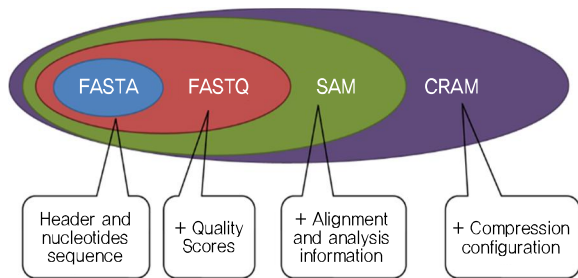 FASTA
FASTQ
SAM
CRAM
Header and
nucleotides
sequence
+ Quality
Scores
+ Alignment
and analysis
information
+ Compression
configuration